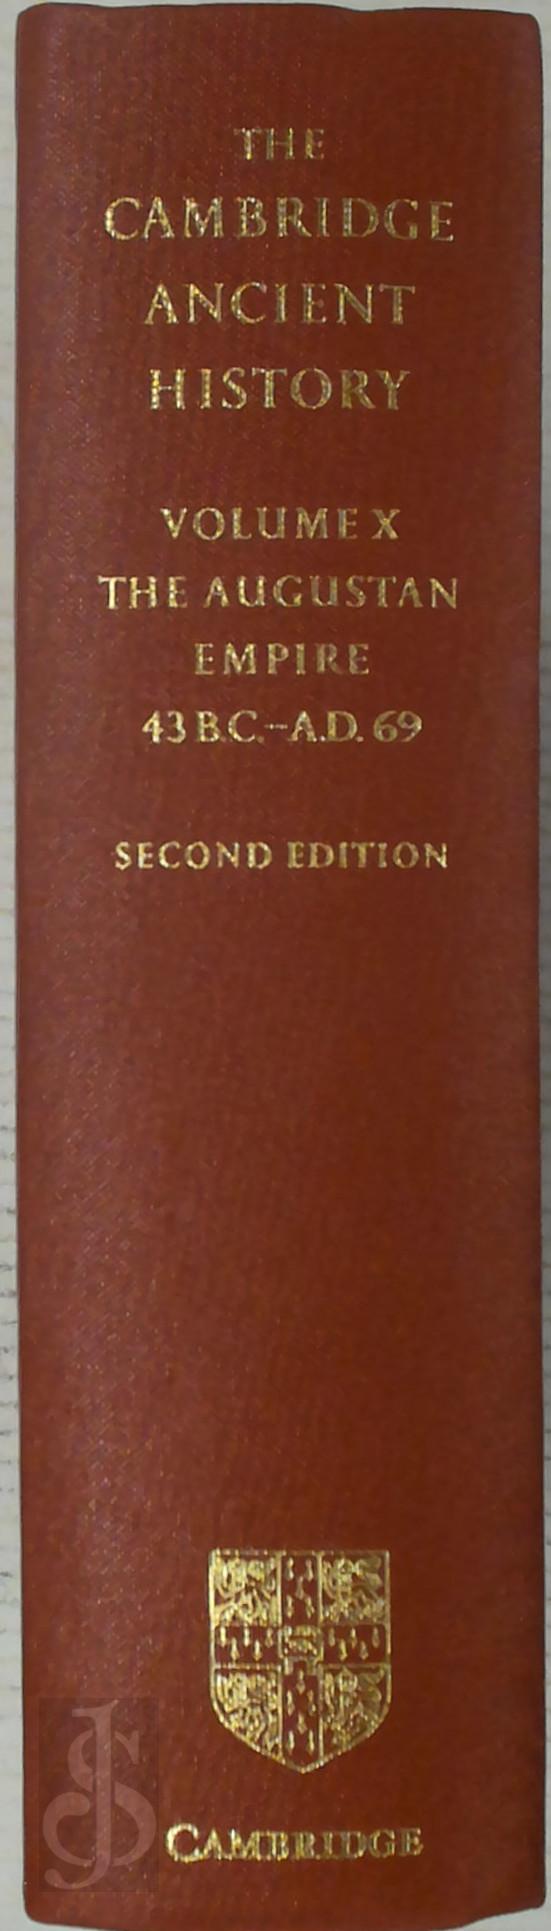 THE
CAMBRIDGE
ANCIENT
HISTORY
VOLUME X
THE AUGUSTAN
EMPIRE
43 B.C.–A.D. 69
SECOND EDITION
CAMBRIDGE